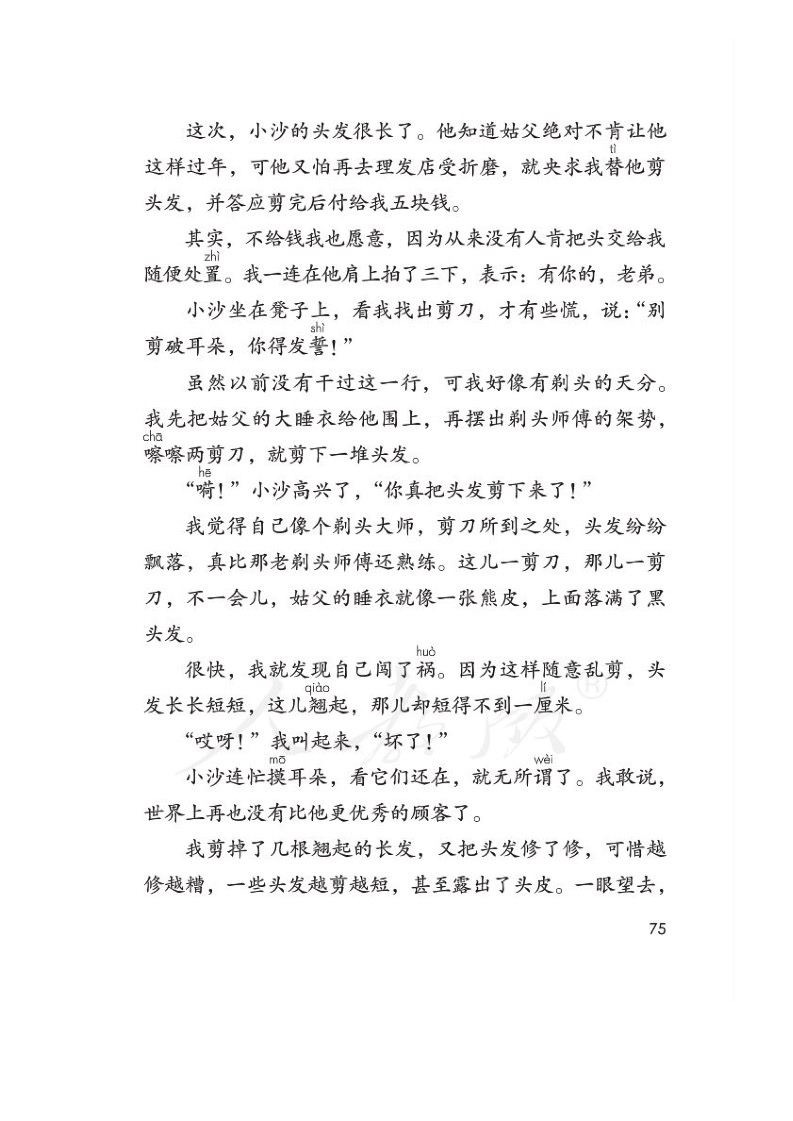 这次，小沙的头发很长了。他知道姑父绝对不肯让他
tì
这样过年，可他又怕再去理发店受折磨，就央求我替他剪
头发，并答应剪完后付给我五块钱。
其实，不给钱我也愿意，因为从来没有人肯把头交给我
zhì
随便处置。我一连在他肩上拍了三下，表示：有你的，老弟。
小沙坐在凳子上，看我找出剪刀，才有些慌，说：“别
shì
剪破耳朵，你得发誓！”
虽然以前没有干过这一行，可我好像有剃头的天分。
我先把姑父的大睡衣给他围上，再摆出剃头师傅的架势，
chā
嚓嚓两剪刀，就剪下一堆头发。
hē
“嗬！”小沙高兴了，“你真把头发剪下来了！”
我觉得自己像个剃头大师，剪刀所到之处，头发纷纷
飘落，真比那老剃头师傅还熟练。这儿一剪刀，那儿一剪
刀，不一会儿，姑父的睡衣就像一张熊皮，上面落满了黑
头发。
huò
很快，我就发现自己闯了祸。因为这样随意乱剪，头
qiào lí
发长长短短，这儿翘起，那儿却短得不到一厘米。
“哎呀！”我叫起来，“坏了！”
mō wèi
小沙连忙摸耳朵，看它们还在，就无所谓了。我敢说，
世界上再也没有比他更优秀的顾客了。
我剪掉了几根翘起的长发，又把头发修了修，可惜越
修越糟，一些头发越剪越短，甚至露出了头皮。一眼望去，
75
人教版®